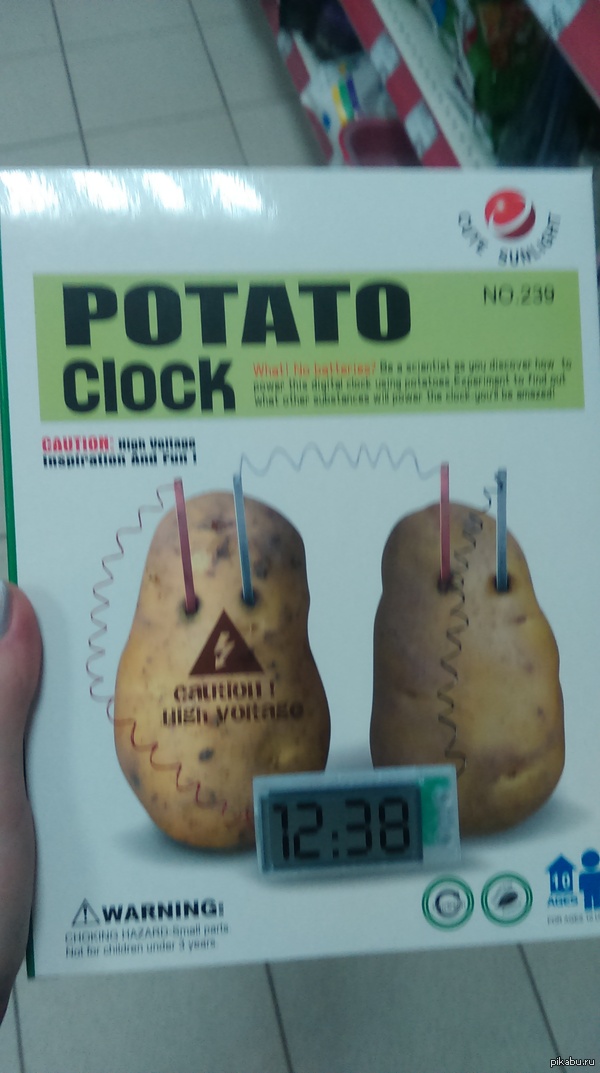 CUTE SUNLIGHT
POTATO
NO.239
Clock
What! No batteries? Be a scientist as you discover how to
power this digital clock using potatoes. Experiment to find out
what other substances will power the clock-you'll be amazed!
CAUTION: High Voltage
Inspiration And Fun !
CAUTION !
High Voltage
12:38
WARNING:
CHOKING HAZARD-Small parts
Not for children under 3 years
10
AGES
pikabu.ru